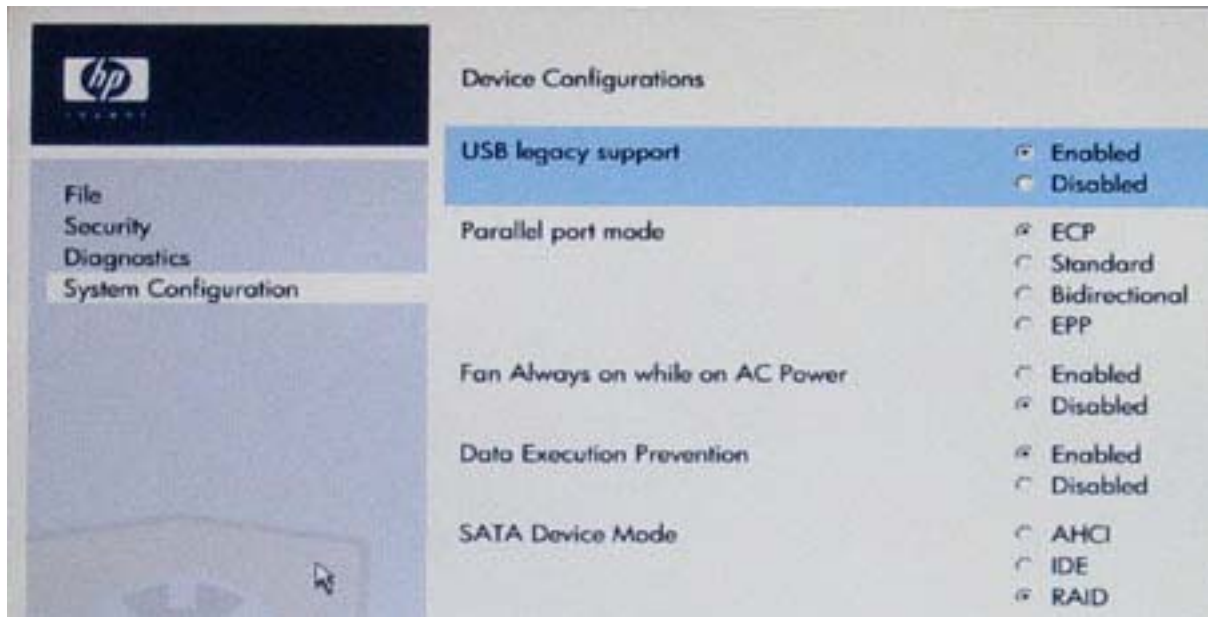 hp
invent
Device Configurations
File
Security
Diagnostics
System Configuration
USB legacy support
Enabled
Disabled
Parallel port mode
ECP
Standard
Bidirectional
EPP
Fan Always on while on AC Power
Enabled
Disabled
Data Execution Prevention
Enabled
Disabled
SATA Device Mode
AHCI
IDE
RAID